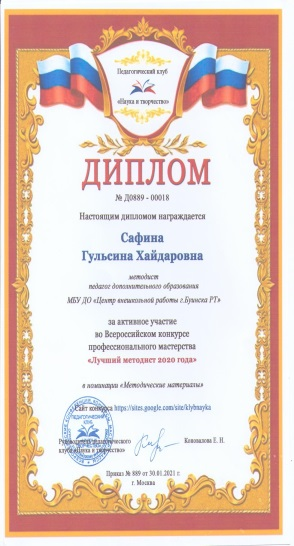 Педагогический клуб
«Наука и творчество»
ДИПЛОМ
№ Д0889 - 00018
Настоящим дипломом награждается
Сафина
Гульсина Хайдаровна
методист
педагог дополнительного образования
МБУ ДО «Центр внешкольной работы г.Буинска РТ»
за активное участие
во Всероссийском конкурсе
профессионального мастерства
«Лучший методист 2020 года»
в номинации «Методические материалы»
Сайт конкурса https://sites.google.com/site/klybnayka
ПЕДАГОГИЧЕСКИЙ
КЛУБ
Руководитель педагогического
клуба «Наука и творчество»
Коновалова Е. Н.
Приказ № 889 от 30.01.2021 г.
г. Москва